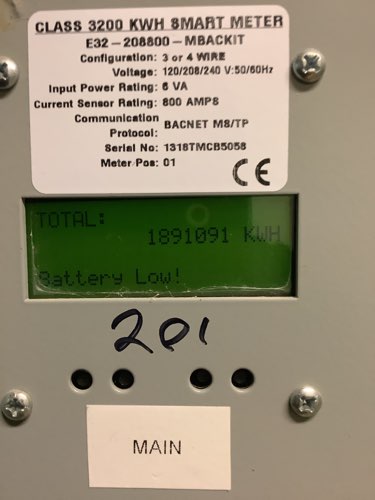 CLASS 3200 KWH SMART METER
E32-208800-MBACKIT
Configuration: 3 or 4 WIRE
Voltage: 120/208/240 V:50/60Hz
Input Power Rating: 6 VA
Current Sensor Rating: 800 AMPS
Communication Protocol: BACNET MS/TP
Serial No: 1318TMCB5058
Meter Pos: 01
CE
TOTAL:
1891091 KWH
Battery Low!
201
MAIN